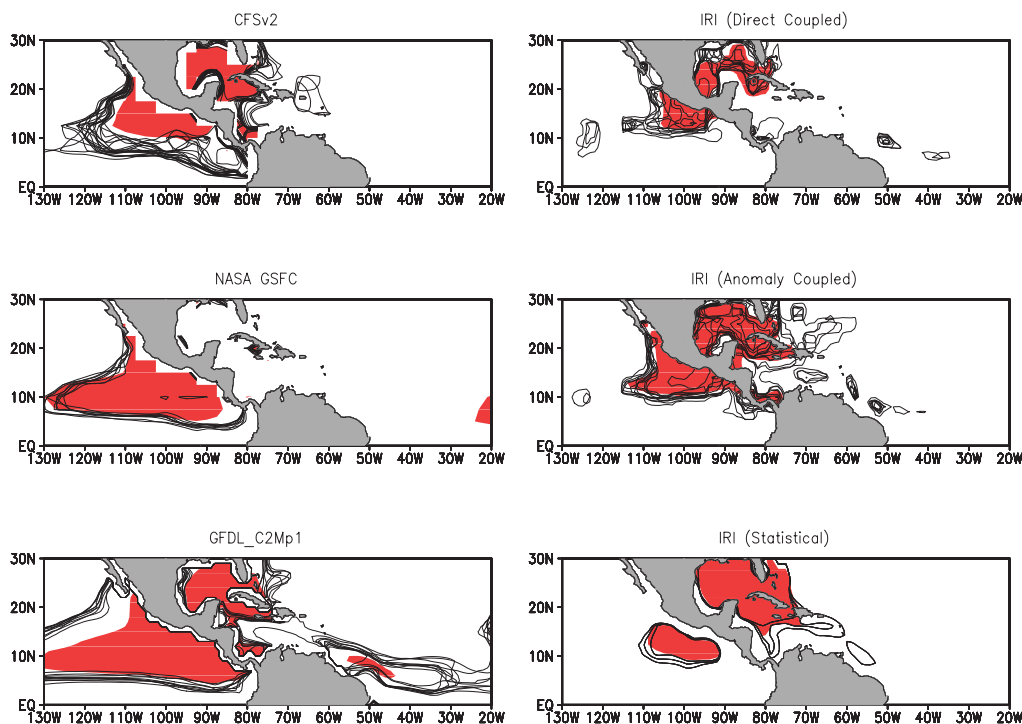 CFSv2
30N
20N
10N
EQ
130W 120W 110W 100W 90W 80W 70W 60W 50W 40W 30W 20W
IRI (Direct Coupled)
30N
20N
10N
EQ
130W 120W 110W 100W 90W 80W 70W 60W 50W 40W 30W 20W
NASA GSFC
30N
20N
10N
EQ
130W 120W 110W 100W 90W 80W 70W 60W 50W 40W 30W 20W
IRI (Anomaly Coupled)
30N
20N
10N
EQ
130W 120W 110W 100W 90W 80W 70W 60W 50W 40W 30W 20W
GFDL_C2Mp1
30N
20N
10N
EQ
130W 120W 110W 100W 90W 80W 70W 60W 50W 40W 30W 20W
IRI (Statistical)
30N
20N
10N
EQ
130W 120W 110W 100W 90W 80W 70W 60W 50W 40W 30W 20W